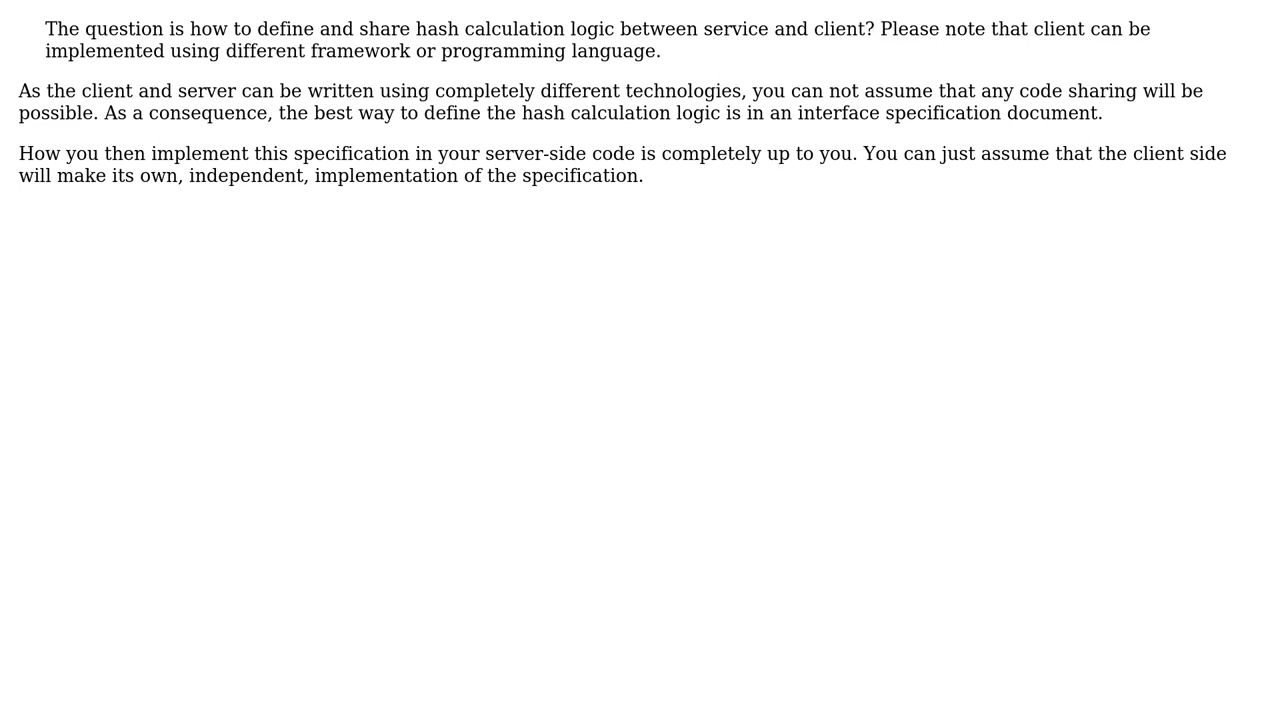 The question is how to define and share hash calculation logic between service and client? Please note that client can be
implemented using different framework or programming language.
As the client and server can be written using completely different technologies, you can not assume that any code sharing will be
possible. As a consequence, the best way to define the hash calculation logic is in an interface specification document.
How you then implement this specification in your server-side code is completely up to you. You can just assume that the client side
will make its own, independent, implementation of the specification.